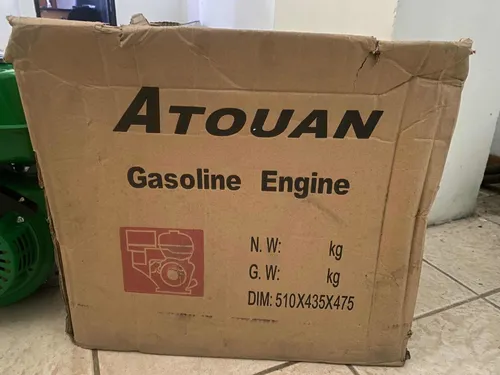 ATOUAN
Gasoline Engine
N. W: kg
G. W: kg
DIM: 510X435X475